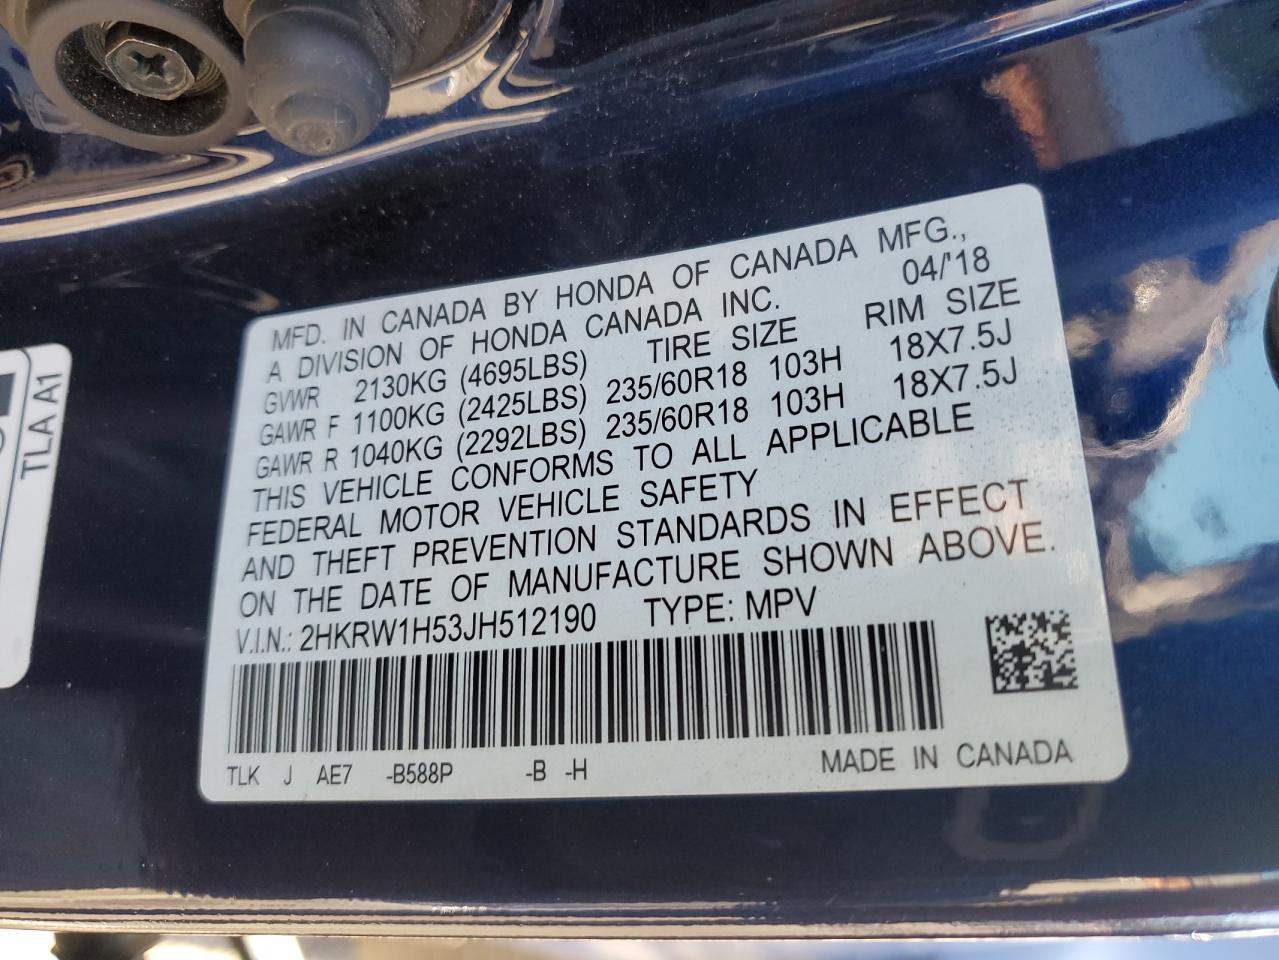 TLA A1
MFD. IN CANADA BY HONDA OF CANADA MFG.,
A DIVISION OF HONDA CANADA INC. 04/'18
GVWR 2130KG (4695LBS) TIRE SIZE RIM SIZE
GAWR F 1100KG (2425LBS) 235/60R18 103H 18X7.5J
GAWR R 1040KG (2292LBS) 235/60R18 103H 18X7.5J
THIS VEHICLE CONFORMS TO ALL APPLICABLE
FEDERAL MOTOR VEHICLE SAFETY
AND THEFT PREVENTION STANDARDS IN EFFECT
ON THE DATE OF MANUFACTURE SHOWN ABOVE.
V.I.N.: 2HKRW1H53JH512190 TYPE: MPV
TLK J AE7 -B588P -B -H MADE IN CANADA